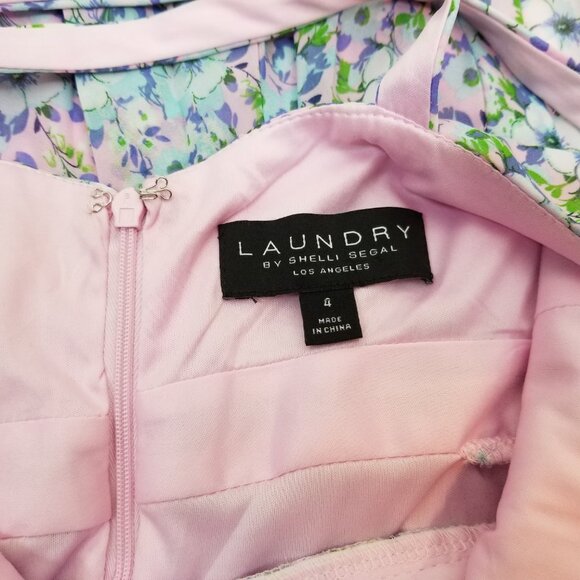 LAUNDRY
BY SHELLI SEGAL
LOS ANGELES
4
MADE
IN CHINA